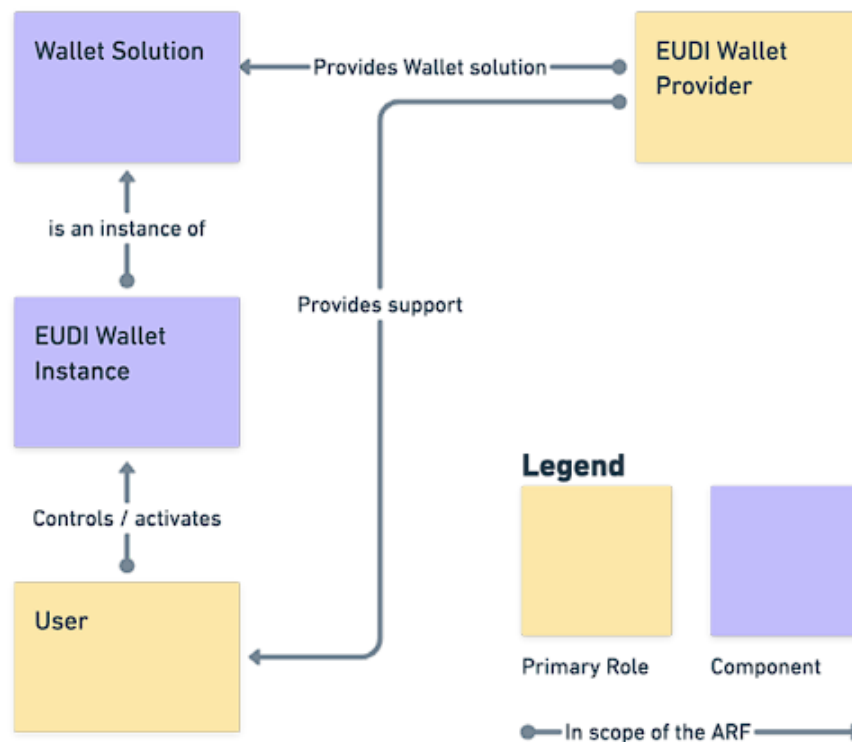 Wallet Solution
Provides Wallet solution
EUDI Wallet
Provider
is an instance of
Provides support
EUDI Wallet
Instance
Controls / activates
User
Legend
Primary Role
Component
In scope of the ARF